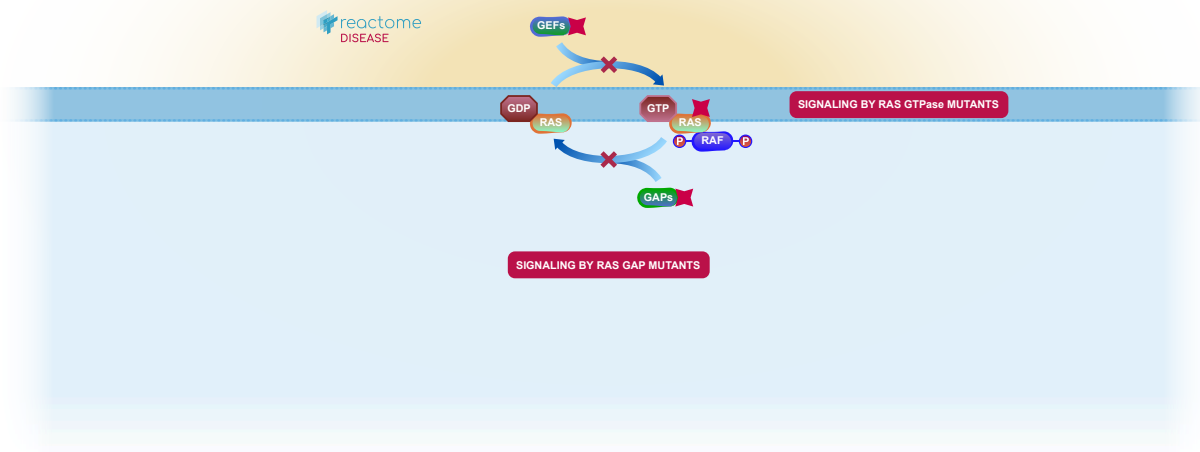 reactome
DISEASE
GEFs
GDP
RAS
GTP
RAS
P
RAF
P
SIGNALING BY RAS GTPase MUTANTS
GAPs
SIGNALING BY RAS GAP MUTANTS